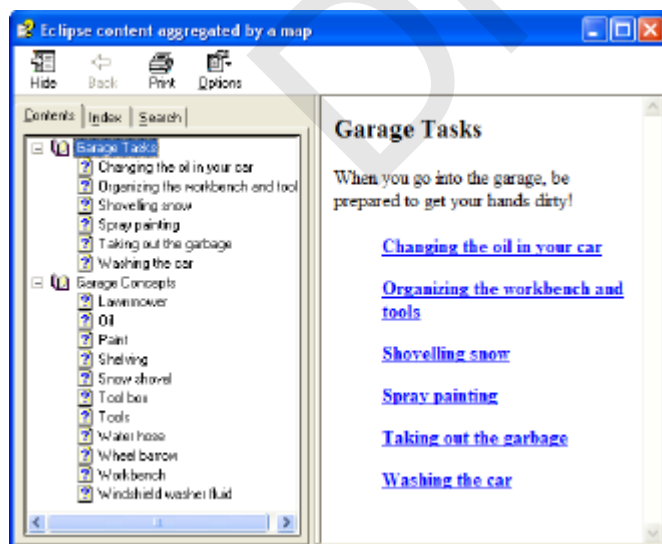 Eclipse content aggregated by a map
Hide Back Print Options
Contents Index Search
Garage Tasks
Changing the oil in your car
Organizing the workbench and tool
Shovelling snow
Spray painting
Taking out the garbage
Washing the car
Garage Concepts
Lawnmower
Oil
Paint
Shelving
Snow shovel
Tool box
Tools
Water hose
Wheel barrow
Workbench
Windshield washer fluid
Garage Tasks
When you go into the garage, be
prepared to get your hands dirty!
Changing the oil in your car
Organizing the workbench and
tools
Shovelling snow
Spray painting
Taking out the garbage
Washing the car